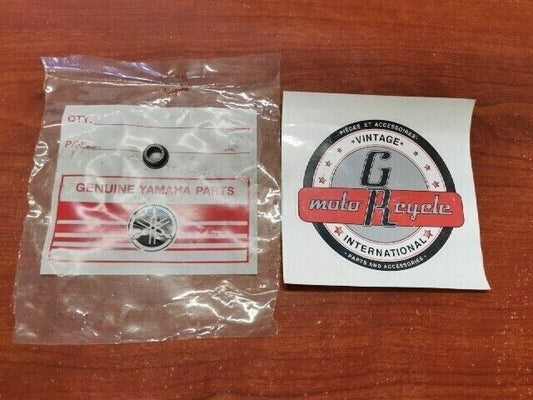 QTY.
P/N
GENUINE YAMAHA PARTS
PIÈCES ET ACCESSOIRES
VINTAGE
G
moto R cycle
INTERNATIONAL
PARTS AND ACCESSORIES